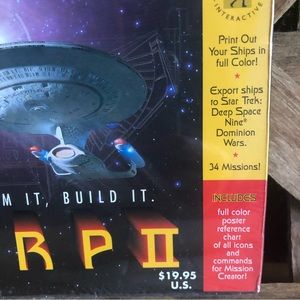 INTERACTIVE
Print Out
Your Ships in
full Color!
Export ships
to Star Trek:
Deep Space
Nine®
Dominion
Wars.
34 Missions!
M IT, BUILD IT.
RP II
$19.95
U.S.
INCLUDES
full color
poster
reference
chart
of all icons
and
commands
for Mission
Creator!